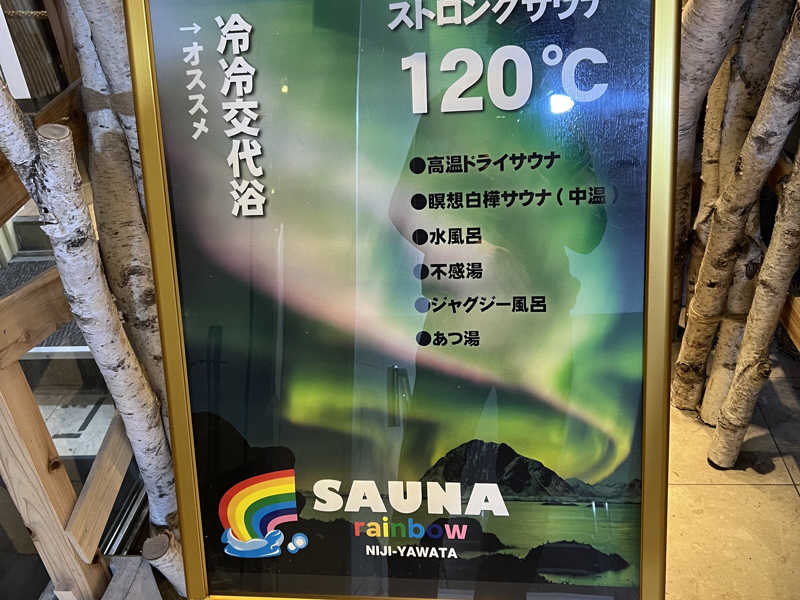 ストロングサウナ
120℃
冷冷交代浴
→オススメ
●高温ドライサウナ
●瞑想白樺サウナ(中温)
●水風呂
●不感湯
●ジャグジー風呂
●あつ湯
SAUNA
rainbow
NIJI-YAWATA